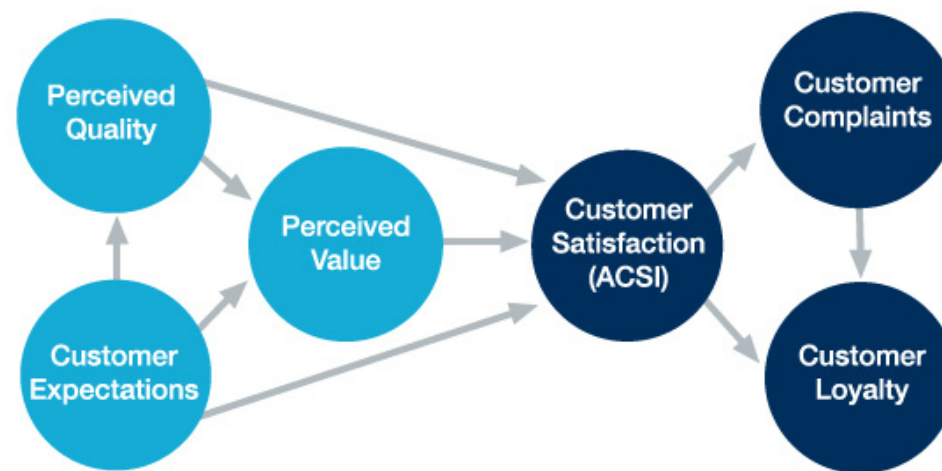 Perceived
Quality
Customer
Complaints
Perceived
Value
Customer
Satisfaction
(ACSI)
Customer
Expectations
Customer
Loyalty